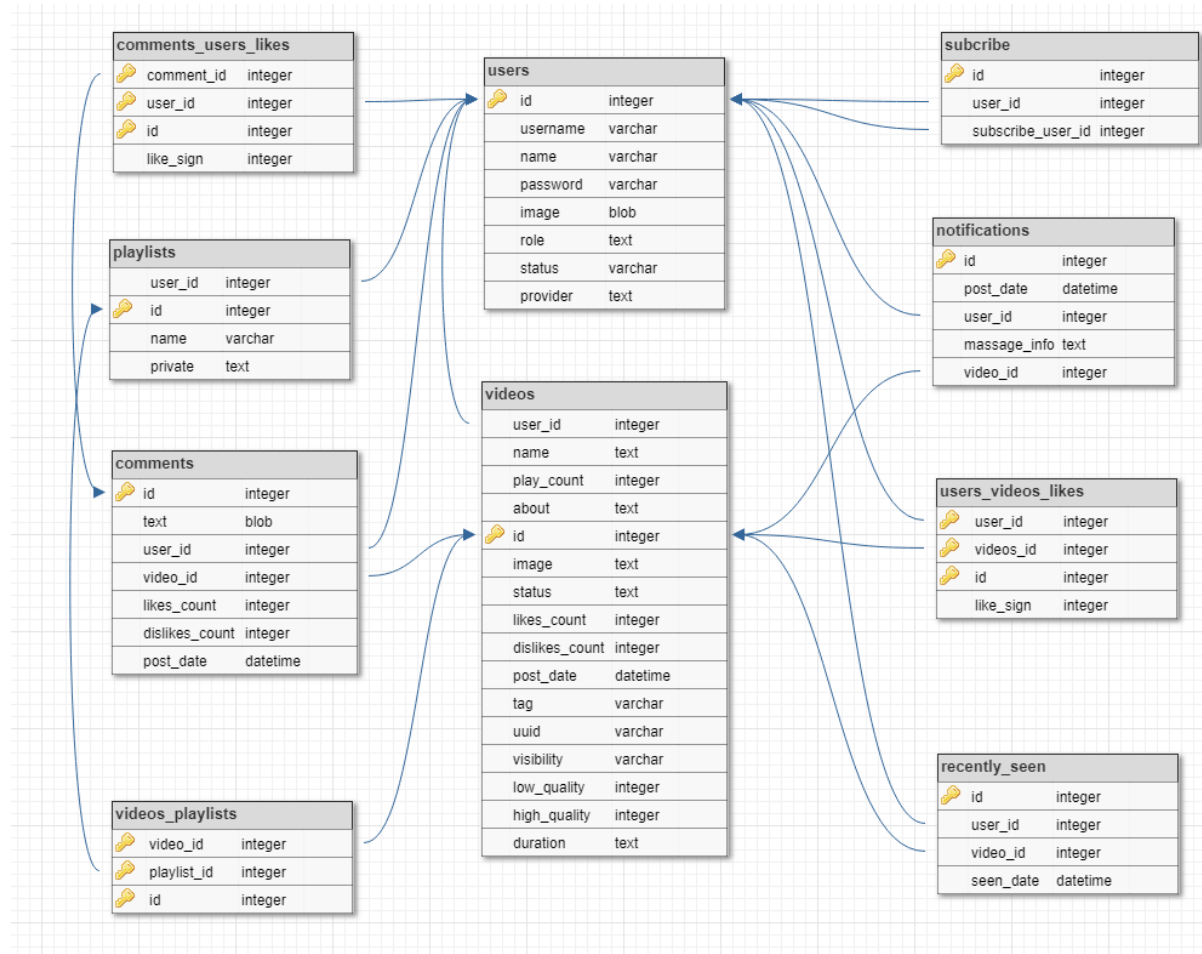 comments_users_likes
comment_id integer
user_id integer
id integer
like_sign integer
playlists
user_id integer
id integer
name varchar
private text
comments
id integer
text blob
user_id integer
video_id integer
likes_count integer
dislikes_count integer
post_date datetime
videos_playlists
video_id integer
playlist_id integer
id integer
users
id integer
username varchar
name varchar
password varchar
image blob
role text
status varchar
provider text
videos
user_id integer
name text
play_count integer
about text
id integer
image text
status text
likes_count integer
dislikes_count integer
post_date datetime
tag varchar
uuid varchar
visibility varchar
low_quality integer
high_quality integer
duration text
subcribe
id integer
user_id integer
subscribe_user_id integer
notifications
id integer
post_date datetime
user_id integer
massage_info text
video_id integer
users_videos_likes
user_id integer
videos_id integer
id integer
like_sign integer
recently_seen
id integer
user_id integer
video_id integer
seen_date datetime